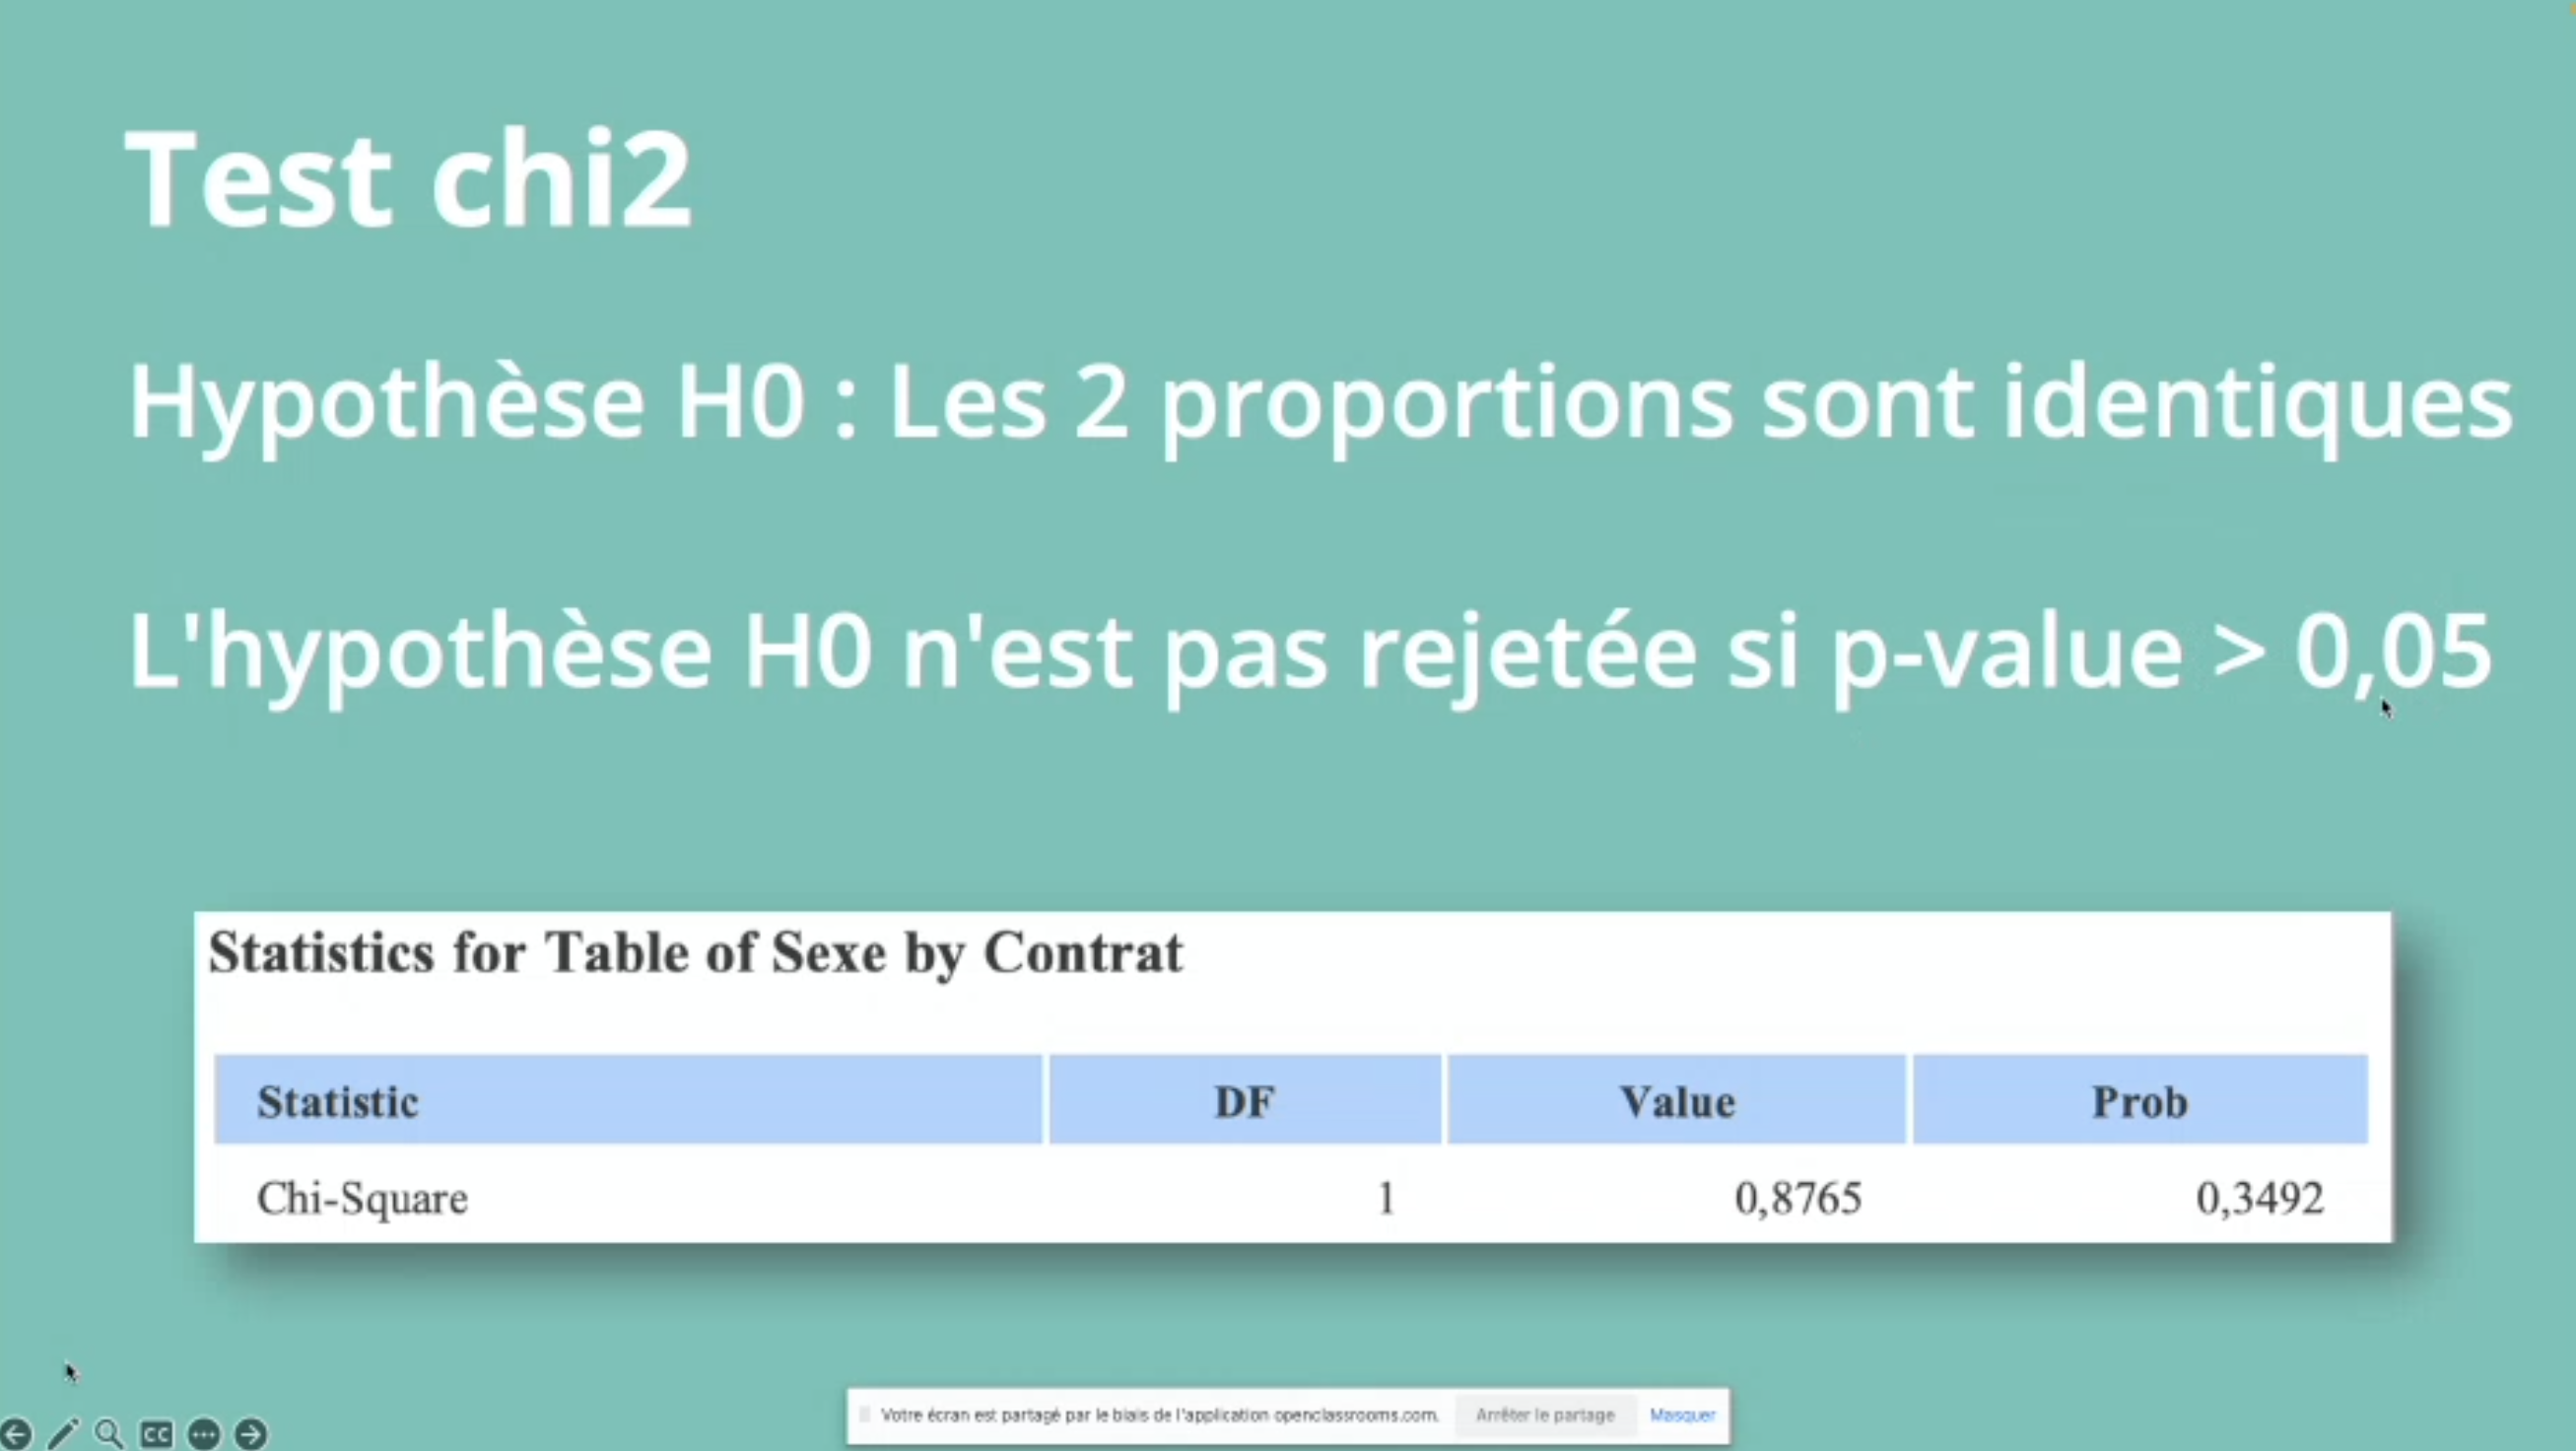 Test chi2
Hypothèse H0 : Les 2 proportions sont identiques
L'hypothèse H0 n'est pas rejetée si p-value > 0,05
Statistics for Table of Sexe by Contrat
Statistic DF Value Prob
Chi-Square 1 0,8765 0,3492
Votre écran est partagé par le biais de l'application openclassrooms.com. Arrêter le partage Masquer
CC